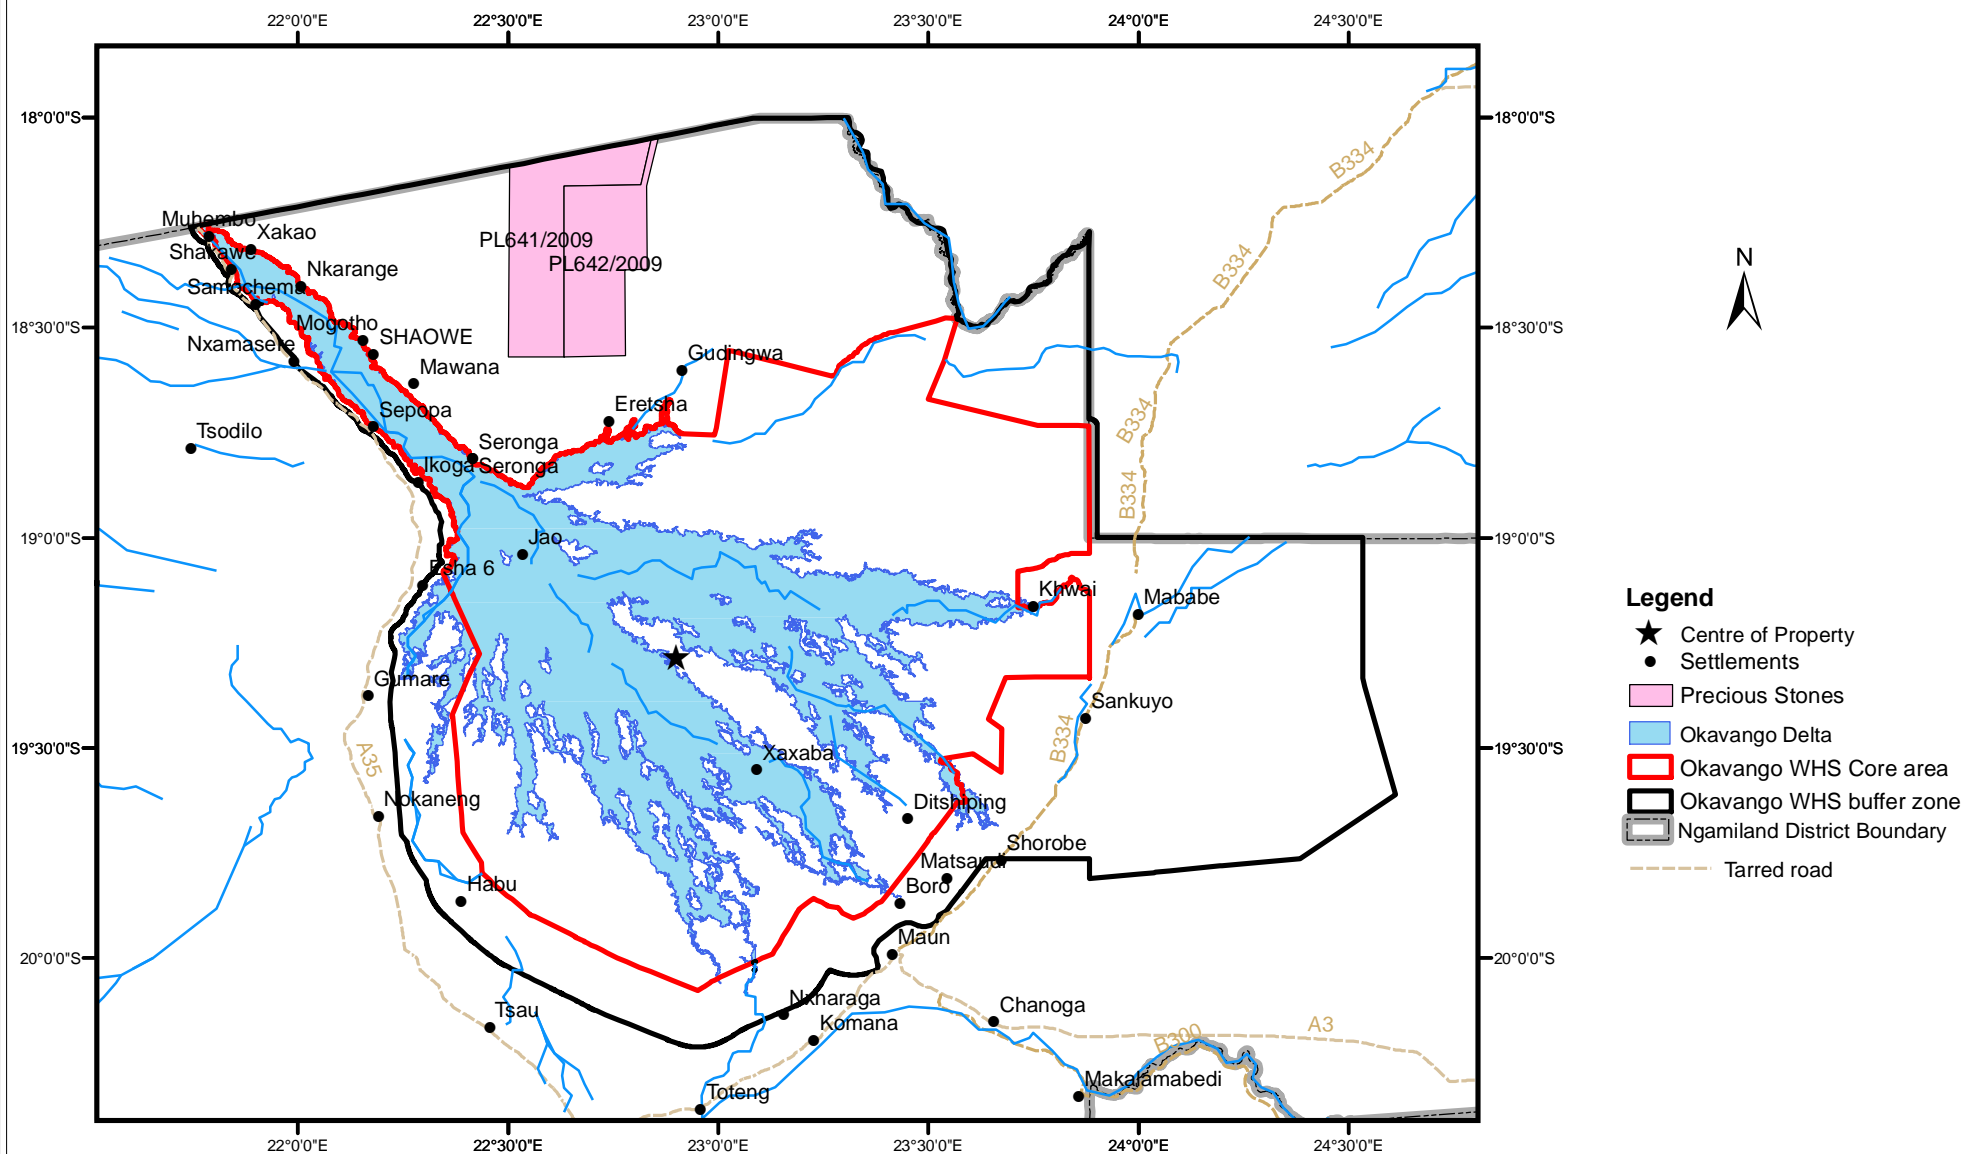 22°0'0"E
22°30'0"E
23°0'0"E
23°30'0"E
24°0'0"E
24°30'0"E
18°0'0"S
18°0'0"S
B334
Muhembo
Xakao
Shakawe
Nkarange
Samochema
PL641/2009
PL642/2009
B334
N
18°30'0"S
Mogotho
18°30'0"S
Nxamasere
SHAOWE
Mawana
Gudingwa
Sepopa
Eretsha
B334
Tsodilo
Seronga
Ikoga
Seronga
B334
19°0'0"S
Jao
19°0'0"S
Esha 6
Khwai
Mababe
Legend
Centre of Property
Settlements
Precious Stones
Okavango Delta
Okavango WHS Core area
Okavango WHS buffer zone
Ngamiland District Boundary
Tarred road
Gumare
Sankuyo
19°30'0"S
A35
Xaxaba
B334
19°30'0"S
Nokaneng
Ditshiping
Shorobe
Matsaudi
Habu
Boro
Maun
20°0'0"S
20°0'0"S
Tsau
Nxharaga
Chanoga
Komana
B300
A3
Toteng
Makalamabedi
22°0'0"E
22°30'0"E
23°0'0"E
23°30'0"E
24°0'0"E
24°30'0"E